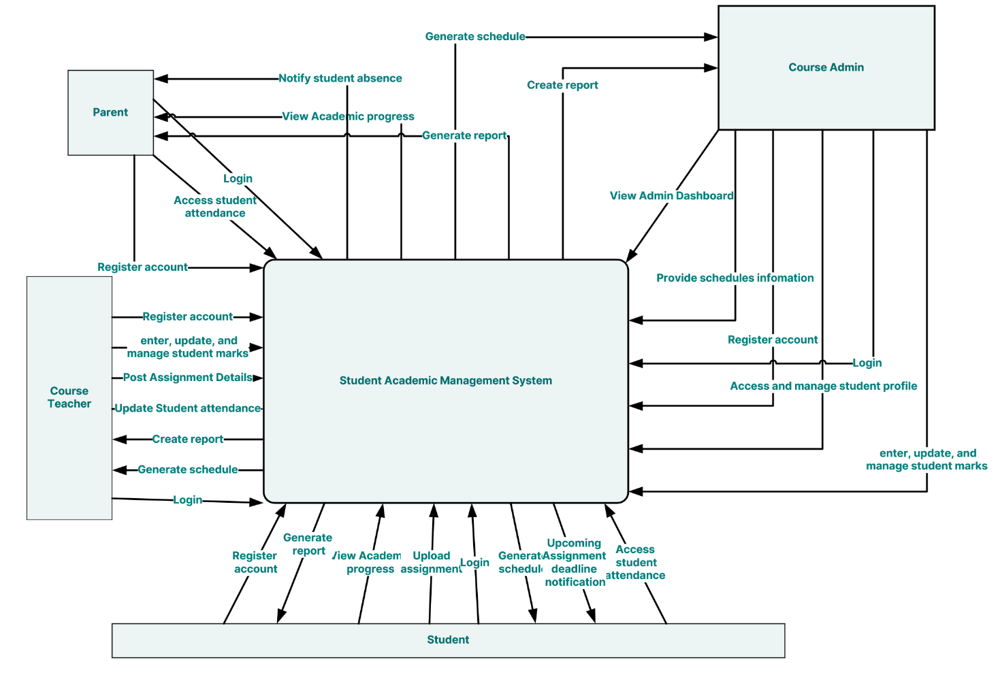 Generate schedule
Course Admin
Notify student absence
Create report
Parent
View Academic progress
Generate report
Login
Access student
attendance
View Admin Dashboard
Register account
Provide schedules infomation
Course
Teacher
Register account
enter, update, and
manage student marks
Post Assignment Details
Update Student attendance
Create report
Generate schedule
Login
Student Academic Management System
Register account
Login
Access and manage student profile
enter, update, and
manage student marks
Register
account
Generate
report
View Academ
progress
Upload
assignment
Login
Generat
schedul
Upcoming
Assignment
deadline
notification
Access
student
attendance
Student